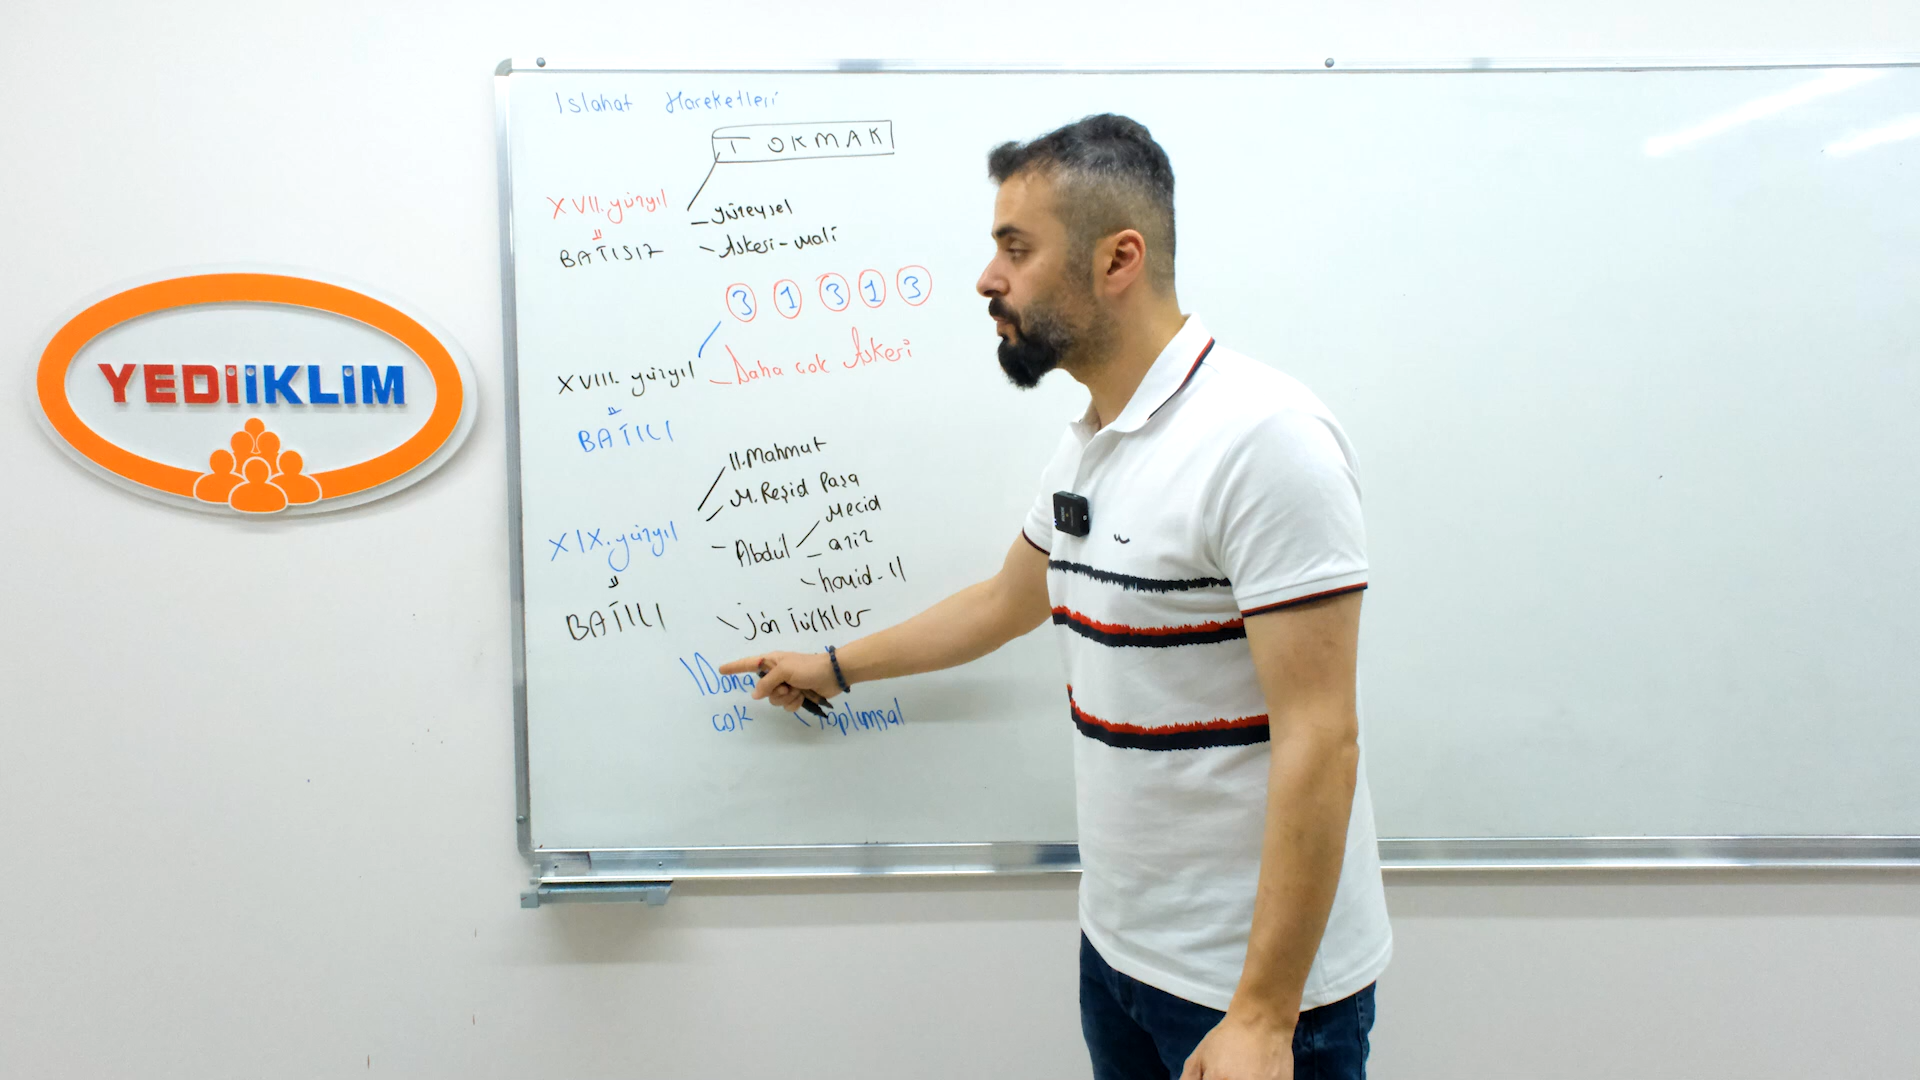 YEDİİKLİM
Islahat Hareketleri
TOKMAK
XVII. yüzyıl
BATISIZ
- yüzeysel
- Askeri - mali
3 1 3 1 3
XVIII. yüzyıl
- Daha çok Askeri
BATILI
II. Mahmut
M. Reşid Paşa
XIX. yüzyıl
- Abdül
Mecid
- aziz
- hamid - II
BATILI
- Jön Türkler
Daha
çok
- Toplumsal